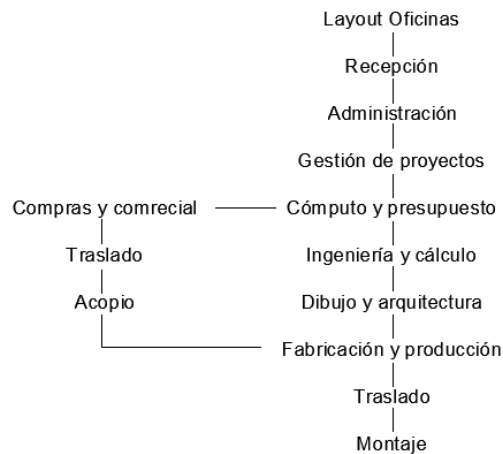 Layout Oficinas
Recepción
Administración
Gestión de proyectos
Compras y comrecial
Cómputo y presupuesto
Traslado
Ingeniería y cálculo
Acopio
Dibujo y arquitectura
Fabricación y producción
Traslado
Montaje